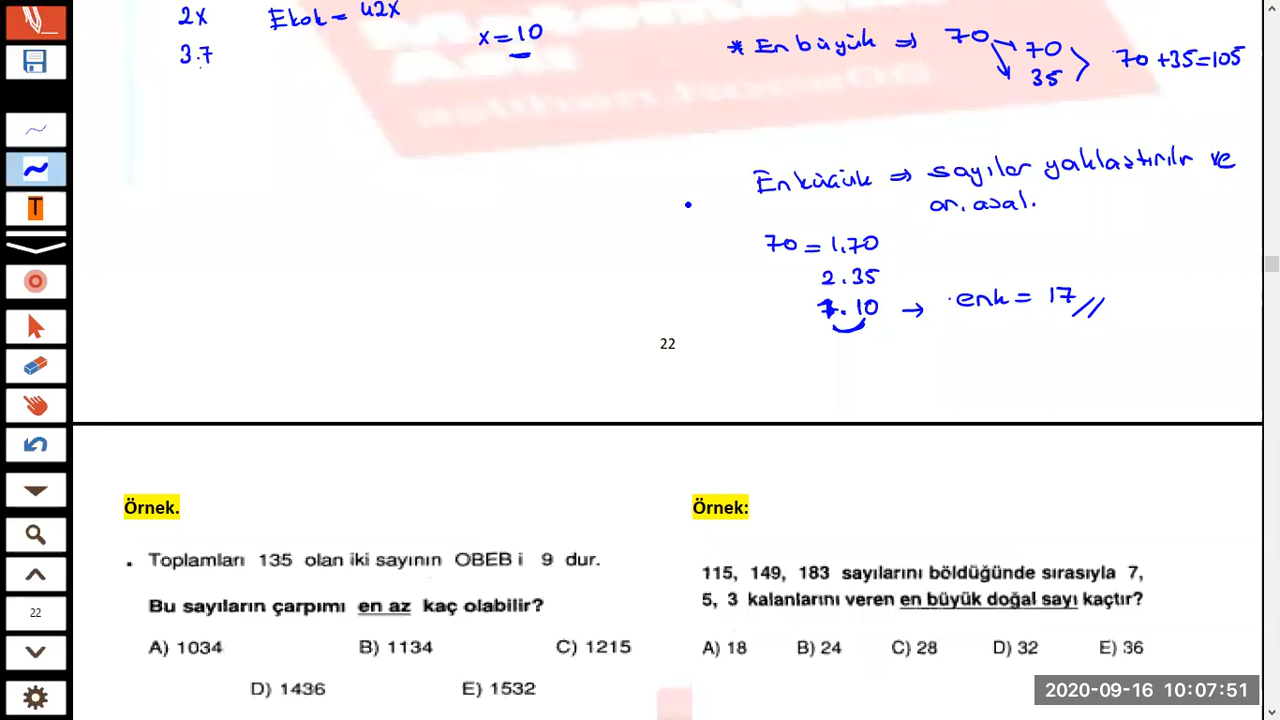 2x
Ekok = 42x
3.7
x=10
* En büyük ⇒ 70 → 70
35
70+35=105
En küçük ⇒ sayılar yaklaştırılır ve
ar. asal.
70 = 1.70
2.35
7.10 → enk = 17 //
22
Örnek.
. Toplamları 135 olan iki sayının OBEB i 9 dur.
Bu sayıların çarpımı en az kaç olabilir?
A) 1034 B) 1134 C) 1215
D) 1436 E) 1532
Örnek:
115, 149, 183 sayılarını böldüğünde sırasıyla 7,
5, 3 kalanlarını veren en büyük doğal sayı kaçtır?
A) 18 B) 24 C) 28 D) 32 E) 36
T
22
2020-09-16 10:07:51